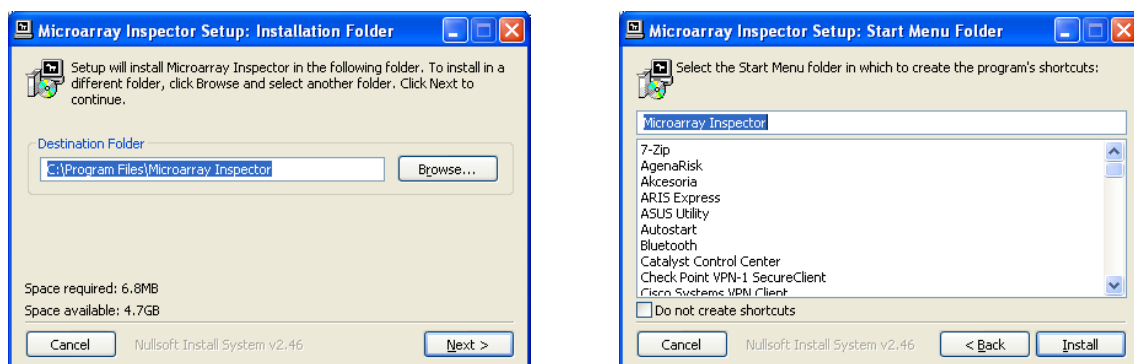 Microarray Inspector Setup: Installation Folder
Setup will install Microarray Inspector in the following folder. To install in a
different folder, click Browse and select another folder. Click Next to
continue.
Destination Folder
C:\Program Files\Microarray Inspector
Browse...
Space required: 6.8MB
Space available: 4.7GB
Cancel
Nullsoft Install System v2.46
Next >
Microarray Inspector Setup: Start Menu Folder
Select the Start Menu folder in which to create the program's shortcuts:
Microarray Inspector
7-Zip
AgenaRisk
Akcesoria
ARIS Express
ASUS Utility
Autostart
Bluetooth
Catalyst Control Center
Check Point VPN-1 SecureClient
Cisco Systems VPN Client
Do not create shortcuts
Cancel
Nullsoft Install System v2.46
< Back
Install